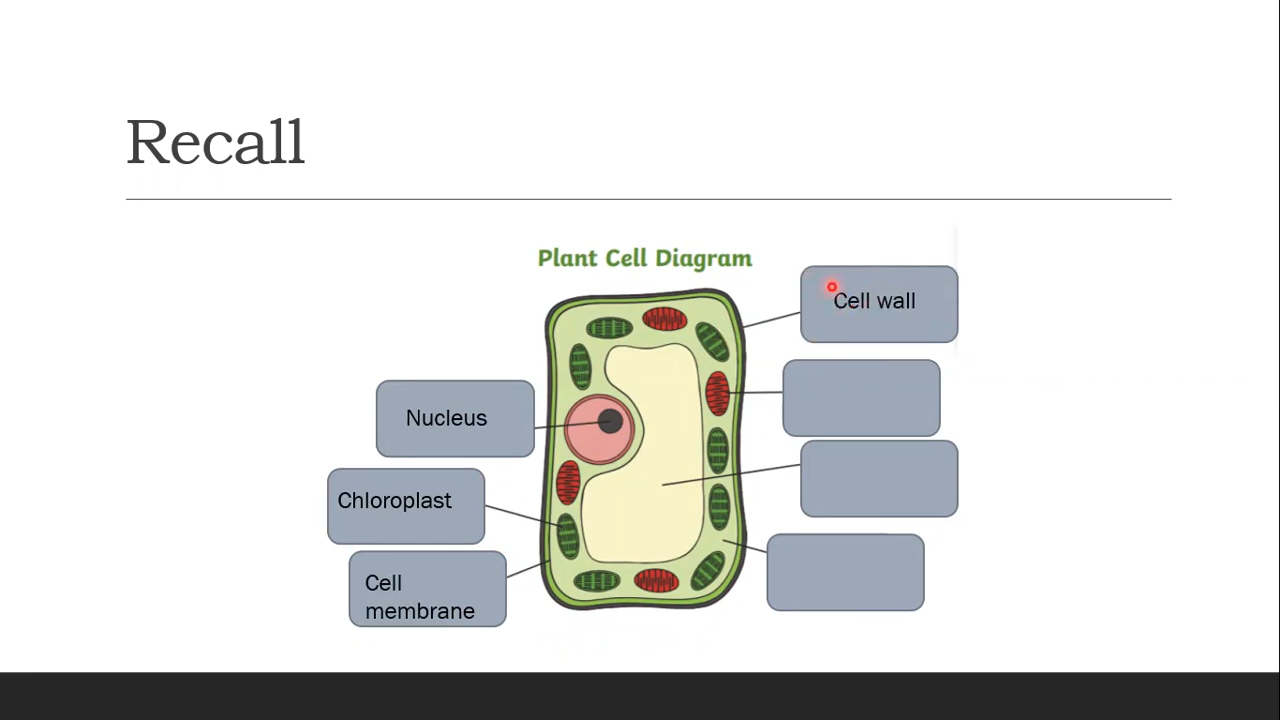 Recall
Plant Cell Diagram
Cell wall
Nucleus
Chloroplast
Cell
membrane